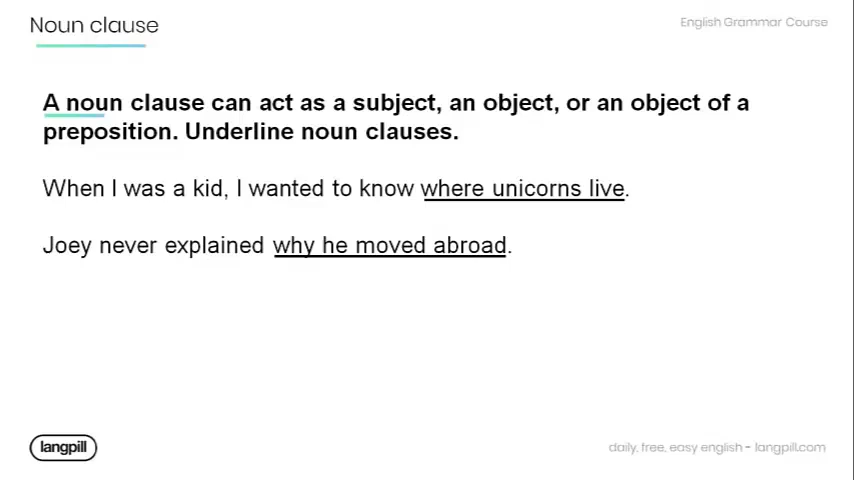 Noun clause
English Grammar Course
A noun clause can act as a subject, an object, or an object of a
preposition. Underline noun clauses.
When I was a kid, I wanted to know where unicorns live.
Joey never explained why he moved abroad.
langpill
daily, free, easy english - langpill.com